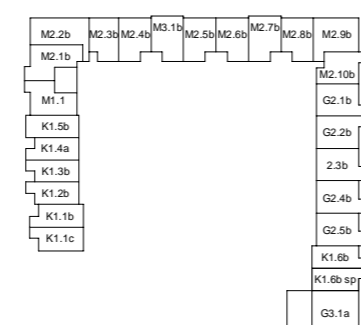 M2.2b
M2.3b
M2.4b
M3.1b
M2.5b
M2.6b
M2.7b
M2.8b
M2.9b
M2.1b
M2.10b
M1.1
G2.1b
K1.5b
G2.2b
K1.4a
2.3b
K1.3b
K1.2b
G2.4b
K1.1b
G2.5b
K1.1c
K1.6b
K1.6b sp
G3.1a